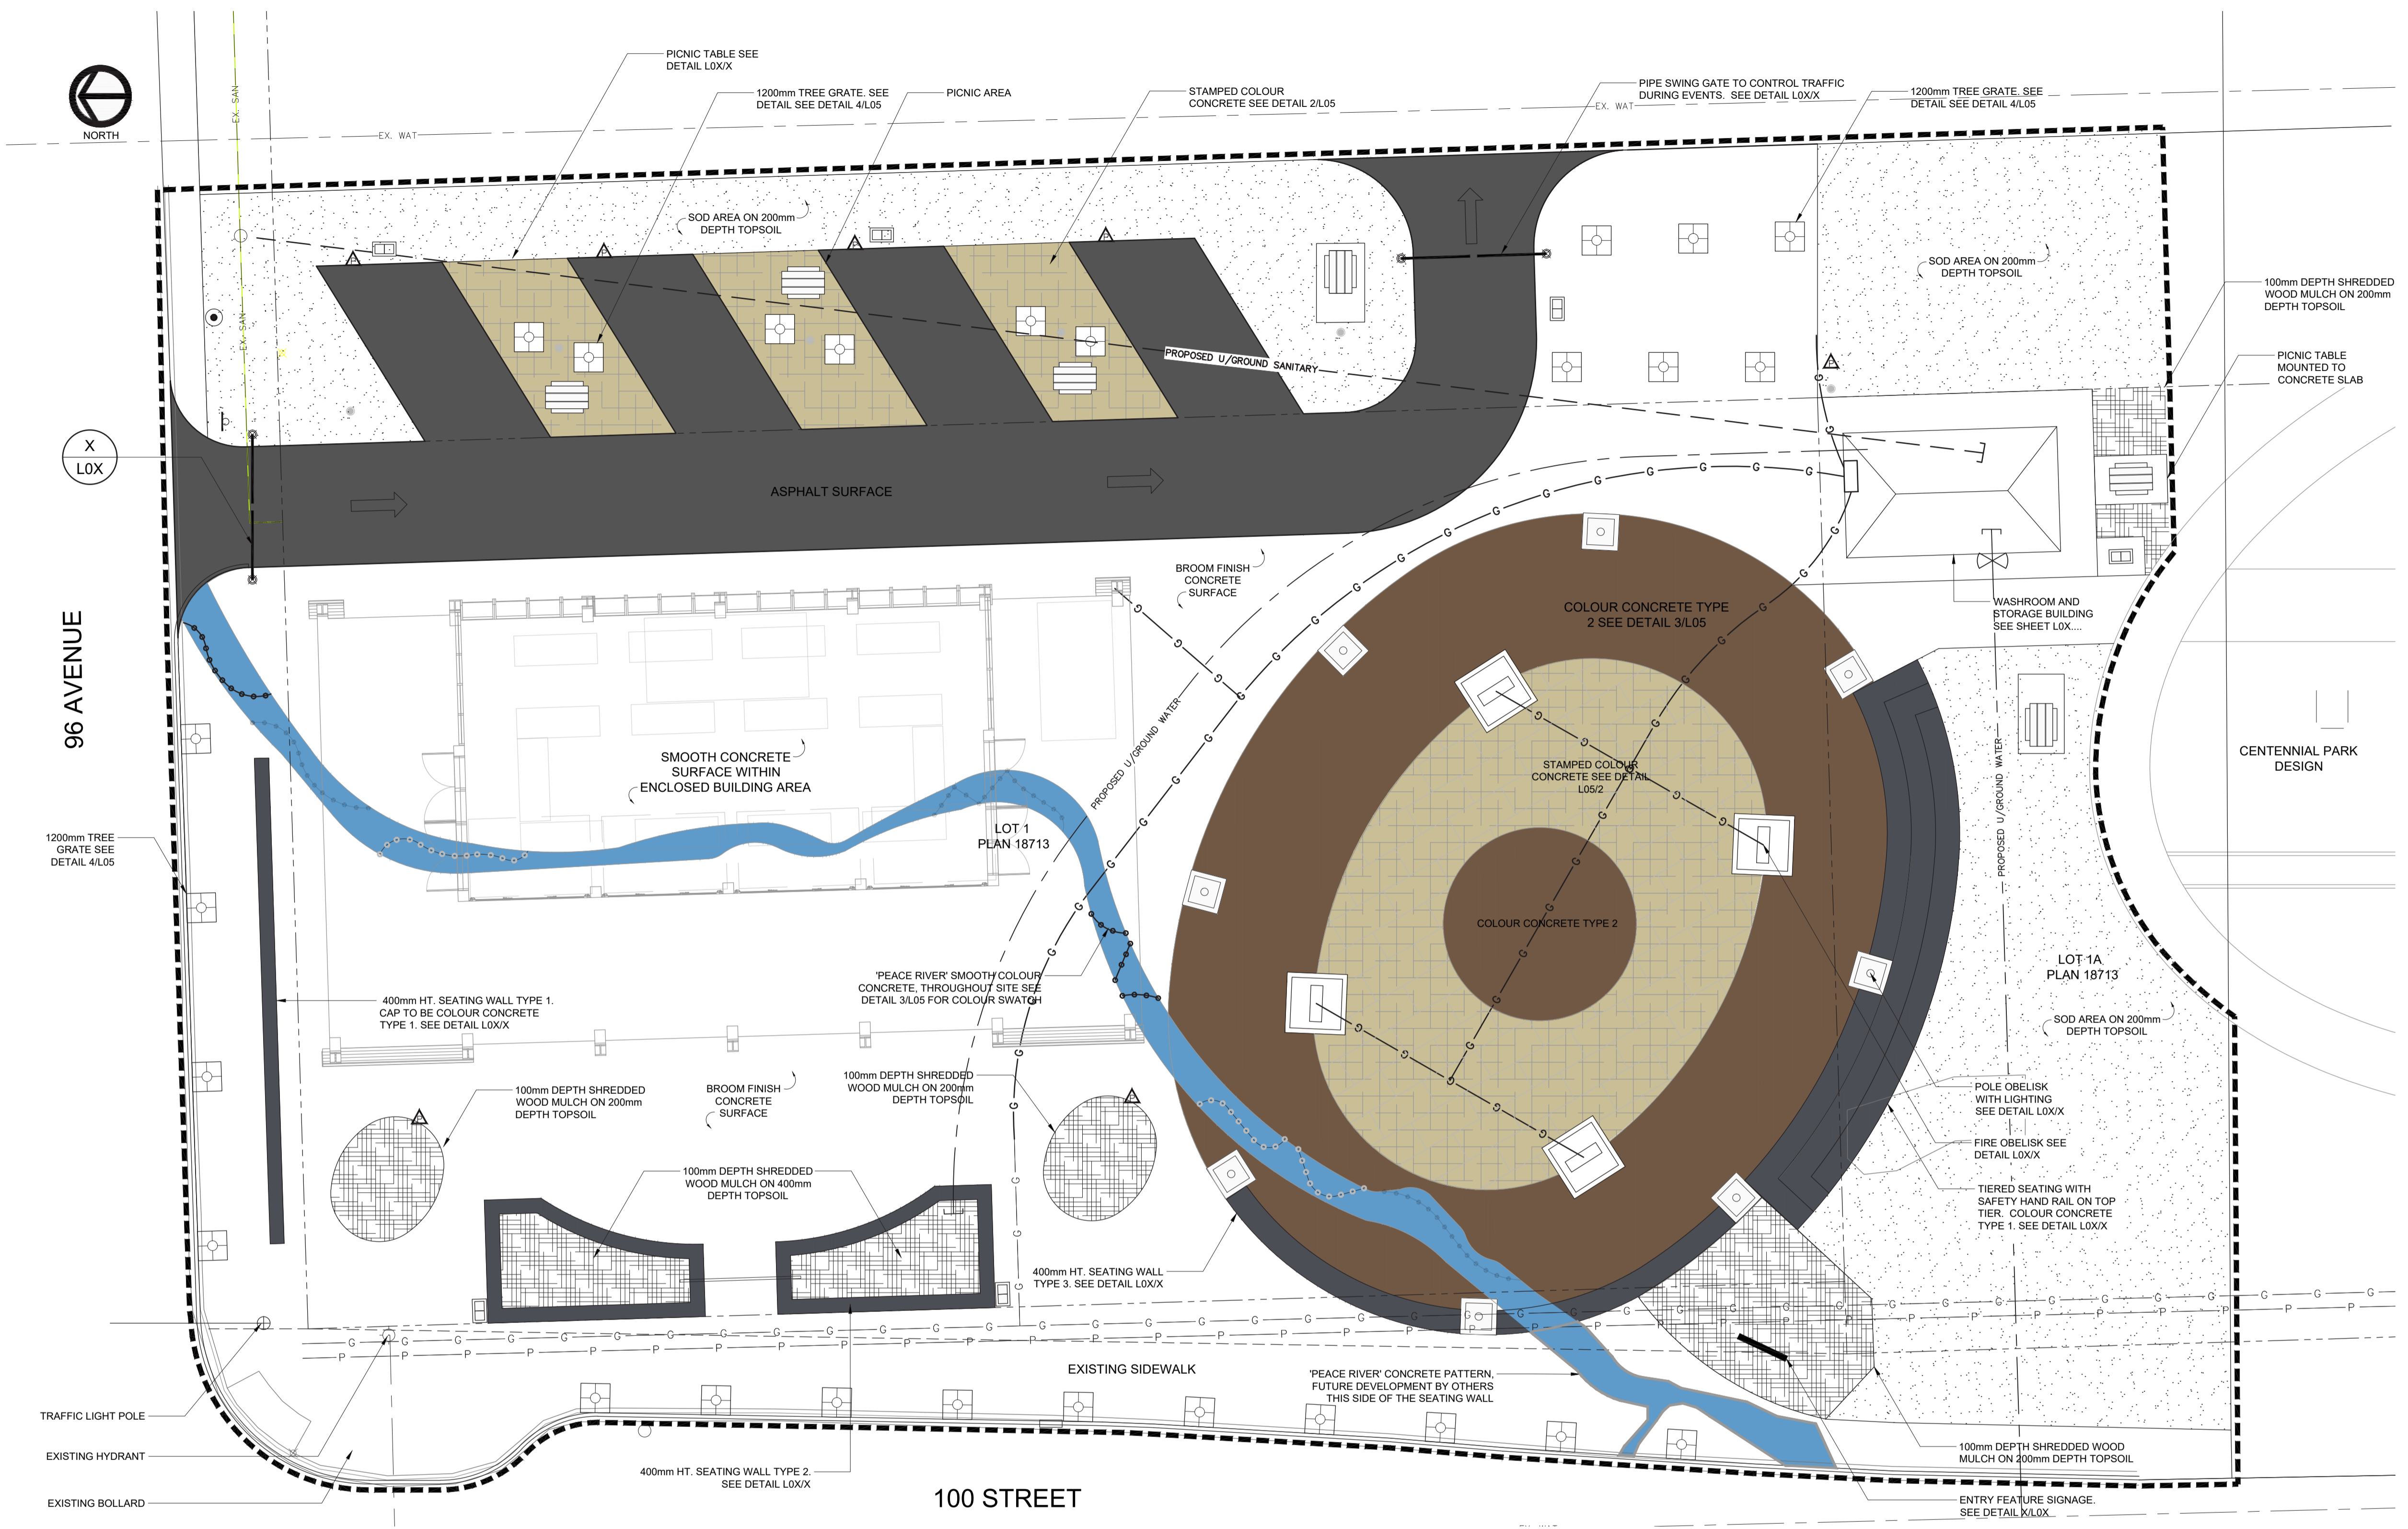 PICNIC TABLE SEE
DETAIL L0X/X
1200mm TREE GRATE. SEE
DETAIL SEE DETAIL 4/L05
PICNIC AREA
STAMPED COLOUR
CONCRETE SEE DETAIL 2/L05
PIPE SWING GATE TO CONTROL TRAFFIC
DURING EVENTS. SEE DETAIL L0X/X
1200mm TREE GRATE. SEE
DETAIL SEE DETAIL 4/L05
NORTH
EX. SAN
EX. WAT
EX. WAT
SOD AREA ON 200mm
DEPTH TOPSOIL
SOD AREA ON 200mm
DEPTH TOPSOIL
100mm DEPTH SHREDDED
WOOD MULCH ON 200mm
DEPTH TOPSOIL
EX. SAN
PROPOSED U/GROUND SANITARY
PICNIC TABLE
MOUNTED TO
CONCRETE SLAB
X
L0X
ASPHALT SURFACE
BROOM FINISH
CONCRETE
SURFACE
COLOUR CONCRETE TYPE
2 SEE DETAIL 3/L05
WASHROOM AND
STORAGE BUILDING
SEE SHEET L0X....
96 AVENUE
SMOOTH CONCRETE
SURFACE WITHIN
ENCLOSED BUILDING AREA
PROPOSED U/GROUND WATER
STAMPED COLOUR
CONCRETE SEE DETAIL
L05/2
PROPOSED U/GROUND WATER
CENTENNIAL PARK
DESIGN
1200mm TREE
GRATE SEE
DETAIL 4/L05
LOT 1
PLAN 18713
COLOUR CONCRETE TYPE 2
LOT 1A
PLAN 18713
'PEACE RIVER' SMOOTH COLOUR
CONCRETE, THROUGHOUT SITE SEE
DETAIL 3/L05 FOR COLOUR SWATCH
400mm HT. SEATING WALL TYPE 1.
CAP TO BE COLOUR CONCRETE
TYPE 1. SEE DETAIL L0X/X
SOD AREA ON 200mm
DEPTH TOPSOIL
100mm DEPTH SHREDDED
WOOD MULCH ON 200mm
DEPTH TOPSOIL
BROOM FINISH
CONCRETE
SURFACE
100mm DEPTH SHREDDED
WOOD MULCH ON 200mm
DEPTH TOPSOIL
POLE OBELISK
WITH LIGHTING
SEE DETAIL L0X/X
FIRE OBELISK SEE
DETAIL L0X/X
100mm DEPTH SHREDDED
WOOD MULCH ON 400mm
DEPTH TOPSOIL
TIERED SEATING WITH
SAFETY HAND RAIL ON TOP
TIER. COLOUR CONCRETE
TYPE 1. SEE DETAIL L0X/X
400mm HT. SEATING WALL
TYPE 3. SEE DETAIL L0X/X
EXISTING SIDEWALK
'PEACE RIVER' CONCRETE PATTERN,
FUTURE DEVELOPMENT BY OTHERS
THIS SIDE OF THE SEATING WALL
TRAFFIC LIGHT POLE
EXISTING HYDRANT
EXISTING BOLLARD
400mm HT. SEATING WALL TYPE 2.
SEE DETAIL L0X/X
100 STREET
100mm DEPTH SHREDDED WOOD
MULCH ON 200mm DEPTH TOPSOIL
ENTRY FEATURE SIGNAGE.
SEE DETAIL X/L0X